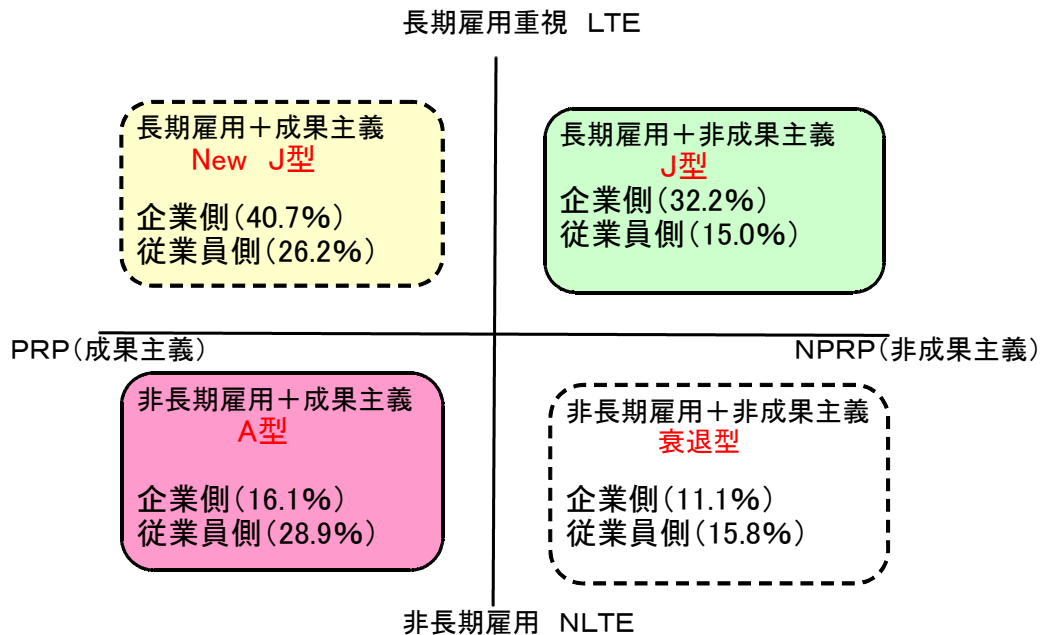 長期雇用重視 LTE
長期雇用＋成果主義
New J型
企業側（40.7%）
従業員側（26.2%）
長期雇用＋非成果主義
J型
企業側（32.2%）
従業員側（15.0%）
PRP（成果主義）
NPRP（非成果主義）
非長期雇用＋成果主義
A型
企業側（16.1%）
従業員側（28.9%）
非長期雇用＋非成果主義
衰退型
企業側（11.1%）
従業員側（15.8%）
非長期雇用 NLTE